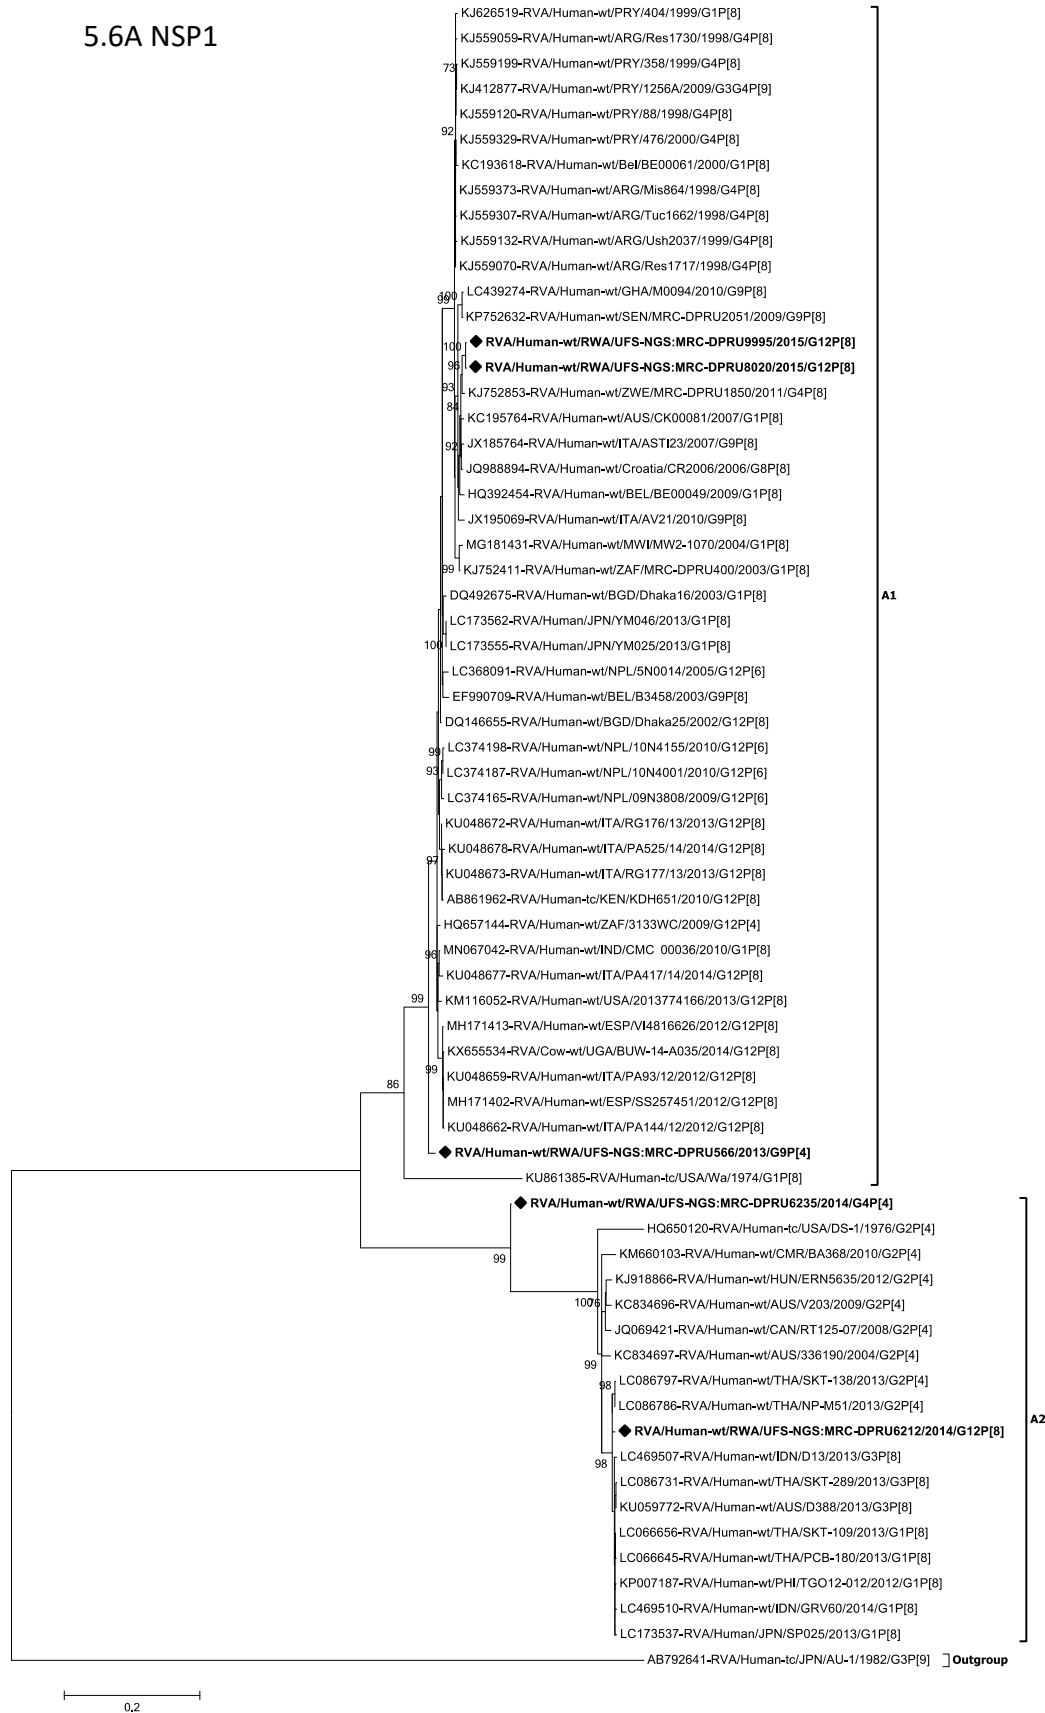 5.6A NSP1
KJ626519-RVA/Human-wt/PRY/404/1999/G1P[8]
KJ559059-RVA/Human-wt/ARG/Res1730/1998/G4P[8]
KJ559199-RVA/Human-wt/PRY/358/1999/G4P[8]
73
KJ412877-RVA/Human-wt/PRY/1256A/2009/G3G4P[9]
KJ559120-RVA/Human-wt/PRY/88/1998/G4P[8]
92
KJ559329-RVA/Human-wt/PRY/476/2000/G4P[8]
KC193618-RVA/Human-wt/Bel/BE00061/2000/G1P[8]
KJ559373-RVA/Human-wt/ARG/Mis864/1998/G4P[8]
KJ559307-RVA/Human-wt/ARG/Tuc1662/1998/G4P[8]
KJ559132-RVA/Human-wt/ARG/Ush2037/1999/G4P[8]
KJ559070-RVA/Human-wt/ARG/Res1717/1998/G4P[8]
LC439274-RVA/Human-wt/GHA/M0094/2010/G9P[8]
100
99
KP752632-RVA/Human-wt/SEN/MRC-DPRU2051/2009/G9P[8]
RVA/Human-wt/RWA/UFS-NGS:MRC-DPRU9995/2015/G12P[8]
100
RVA/Human-wt/RWA/UFS-NGS:MRC-DPRU8020/2015/G12P[8]
96
93
KJ752853-RVA/Human-wt/ZWE/MRC-DPRU1850/2011/G4P[8]
84
KC195764-RVA/Human-wt/AUS/CK00081/2007/G1P[8]
JX185764-RVA/Human-wt/ITA/ASTI23/2007/G9P[8]
92
JQ988894-RVA/Human-wt/Croatia/CR2006/2006/G8P[8]
HQ392454-RVA/Human-wt/BEL/BE00049/2009/G1P[8]
JX195069-RVA/Human-wt/ITA/AV21/2010/G9P[8]
MG181431-RVA/Human-wt/MWI/MW2-1070/2004/G1P[8]
99
KJ752411-RVA/Human-wt/ZAF/MRC-DPRU400/2003/G1P[8]
DQ492675-RVA/Human-wt/BGD/Dhaka16/2003/G1P[8]
A1
LC173562-RVA/Human/JPN/YM046/2013/G1P[8]
100
LC173555-RVA/Human/JPN/YM025/2013/G1P[8]
LC368091-RVA/Human-wt/NPL/5N0014/2005/G12P[6]
EF990709-RVA/Human-wt/BEL/B3458/2003/G9P[8]
DQ146655-RVA/Human-wt/BGD/Dhaka25/2002/G12P[8]
99
LC374198-RVA/Human-wt/NPL/10N4155/2010/G12P[6]
93
LC374187-RVA/Human-wt/NPL/10N4001/2010/G12P[6]
LC374165-RVA/Human-wt/NPL/09N3808/2009/G12P[6]
KU048672-RVA/Human-wt/ITA/RG176/13/2013/G12P[8]
KU048678-RVA/Human-wt/ITA/PA525/14/2014/G12P[8]
97
KU048673-RVA/Human-wt/ITA/RG177/13/2013/G12P[8]
AB861962-RVA/Human-tc/KEN/KDH651/2010/G12P[8]
HQ657144-RVA/Human-wt/ZAF/3133WC/2009/G12P[4]
96
MN067042-RVA/Human-wt/IND/CMC 00036/2010/G1P[8]
KU048677-RVA/Human-wt/ITA/PA417/14/2014/G12P[8]
99
KM116052-RVA/Human-wt/USA/2013774166/2013/G12P[8]
MH171413-RVA/Human-wt/ESP/VI4816626/2012/G12P[8]
KX655534-RVA/Cow-wt/UGA/BUW-14-A035/2014/G12P[8]
99
KU048659-RVA/Human-wt/ITA/PA93/12/2012/G12P[8]
86
MH171402-RVA/Human-wt/ESP/SS257451/2012/G12P[8]
KU048662-RVA/Human-wt/ITA/PA144/12/2012/G12P[8]
RVA/Human-wt/RWA/UFS-NGS:MRC-DPRU566/2013/G9P[4]
KU861385-RVA/Human-tc/USA/Wa/1974/G1P[8]
RVA/Human-wt/RWA/UFS-NGS:MRC-DPRU6235/2014/G4P[4]
HQ650120-RVA/Human-tc/USA/DS-1/1976/G2P[4]
99
KM660103-RVA/Human-wt/CMR/BA368/2010/G2P[4]
KJ918866-RVA/Human-wt/HUN/ERN5635/2012/G2P[4]
100
76
KC834696-RVA/Human-wt/AUS/V203/2009/G2P[4]
JQ069421-RVA/Human-wt/CAN/RT125-07/2008/G2P[4]
KC834697-RVA/Human-wt/AUS/336190/2004/G2P[4]
99
LC086797-RVA/Human-wt/THA/SKT-138/2013/G2P[4]
98
LC086786-RVA/Human-wt/THA/NP-M51/2013/G2P[4]
A2
RVA/Human-wt/RWA/UFS-NGS:MRC-DPRU6212/2014/G12P[8]
LC469507-RVA/Human-wt/IDN/D13/2013/G3P[8]
98
LC086731-RVA/Human-wt/THA/SKT-289/2013/G3P[8]
KU059772-RVA/Human-wt/AUS/D388/2013/G3P[8]
LC066656-RVA/Human-wt/THA/SKT-109/2013/G1P[8]
LC066645-RVA/Human-wt/THA/PCB-180/2013/G1P[8]
KP007187-RVA/Human-wt/PHI/TGO12-012/2012/G1P[8]
LC469510-RVA/Human-wt/IDN/GRV60/2014/G1P[8]
LC173537-RVA/Human/JPN/SP025/2013/G1P[8]
AB792641-RVA/Human-tc/JPN/AU-1/1982/G3P[9]
Outgroup
0.2